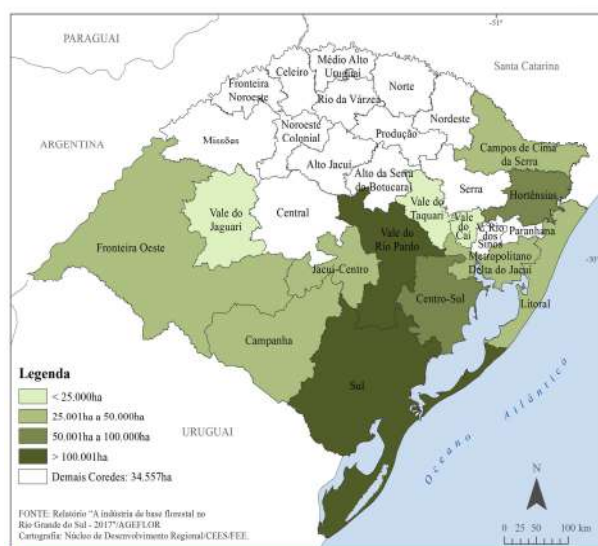 -51°
PARAGUAI
Santa Catarina
Médio Alto
Uruguai
Celeiro
Norte
Fronteira
Noroeste
Rio da Várzea
Nordeste
Noroeste
Colonial
Produção
Missões
ARGENTINA
Campos de Cima
da Serra
Alto Jacuí
Alto da Serra
do Botucaraí
Serra
Hortênsias
Vale do
Taquari
Vale do
Jaguari
Central
Vale
do Caí
V. Rio
dos
Sinos
Paranhana
Vale do
Rio Pardo
Fronteira Oeste
Metropolitano
Delta do Jacuí
-30°
Jacuí-Centro
Centro-Sul
Litoral
Campanha
Sul
Legenda
< 25.000ha
25.001ha a 50.000ha
50.001ha a 100.000ha
> 100.001ha
Demais Coredes: 34.557ha
URUGUAI
Oceano Atlântico
N
FONTE: Relatório "A indústria de base florestal no
Rio Grande do Sul - 2017"/AGEFLOR
Cartografia: Núcleo de Desenvolvimento Regional/CEES/FEE.
0 25 50 100 km